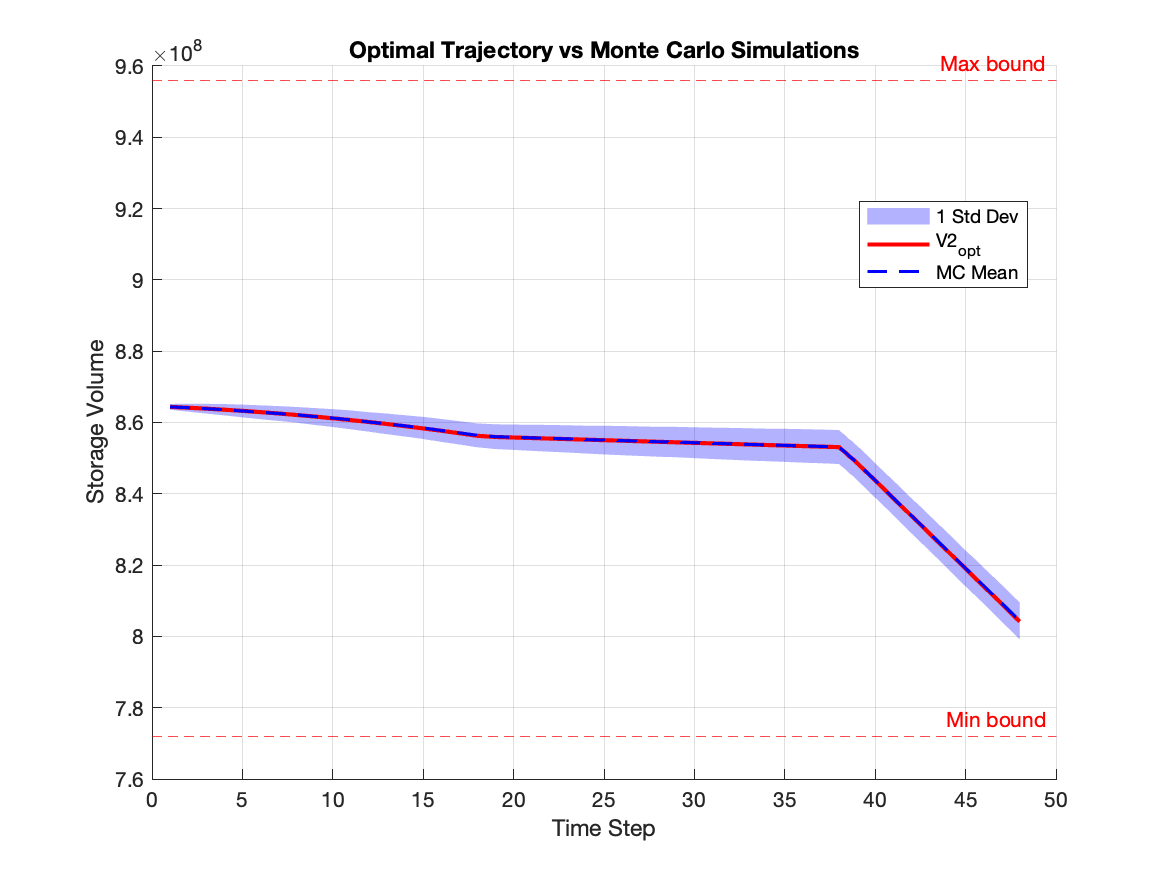 ×10⁸
Optimal Trajectory vs Monte Carlo Simulations
9.6
Max bound
9.4
9.2
1 Std Dev
V2opt
MC Mean
9
8.8
8.6
8.4
8.2
8
7.8
Min bound
7.6
Storage Volume
0 5 10 15 20 25 30 35 40 45 50
Time Step